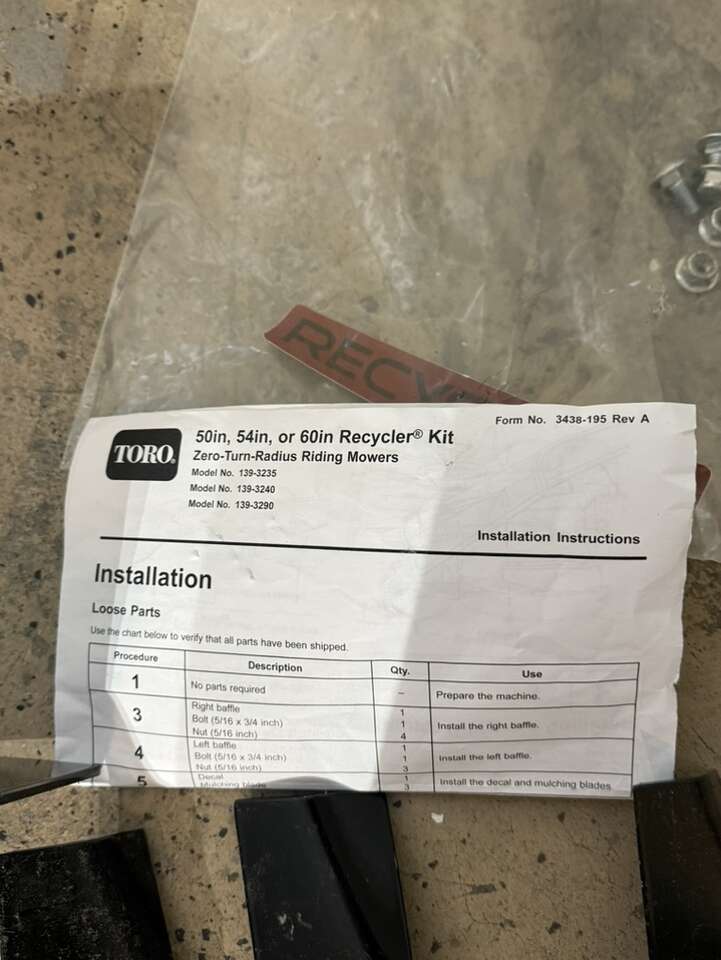 RECY
Form No. 3438-195 Rev A
TORO®
50in, 54in, or 60in Recycler® Kit
Zero-Turn-Radius Riding Mowers
Model No. 139-3235
Model No. 139-3240
Model No. 139-3290
Installation Instructions
Installation
Loose Parts
Use the chart below to verify that all parts have been shipped.
Procedure Description Qty. Use
1 No parts required – Prepare the machine.
3 Right baffle 1 Install the right baffle.
Bolt (5/16 x 3/4 inch) 1
Nut (5/16 inch) 4
4 Left baffle 1 Install the left baffle.
Bolt (5/16 x 3/4 inch) 1
Nut (5/16 inch) 3
5 Decal 1 Install the decal and mulching blades.
Mulching blade 3